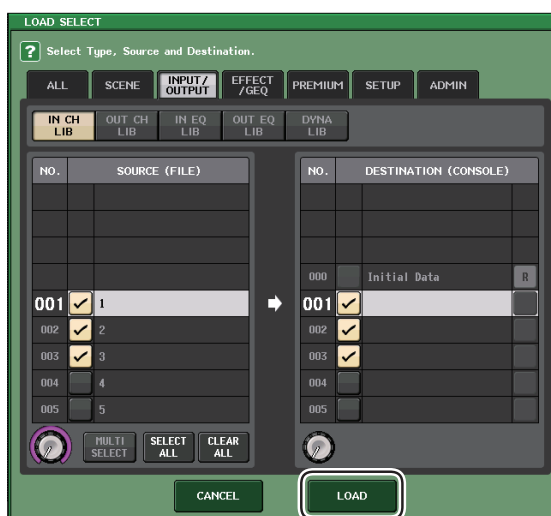 LOAD SELECT
? Select Type, Source and Destination.
ALL SCENE INPUT/ OUTPUT EFFECT /GEQ PREMIUM SETUP ADMIN
IN CH LIB OUT CH LIB IN EQ LIB OUT EQ LIB DYNA LIB
NO. SOURCE (FILE) NO. DESTINATION (CONSOLE)
000 Initial Data R
001 1 001
002 2 002
003 3 003
004 4 004
005 5 005
MULTI SELECT SELECT ALL CLEAR ALL
CANCEL LOAD